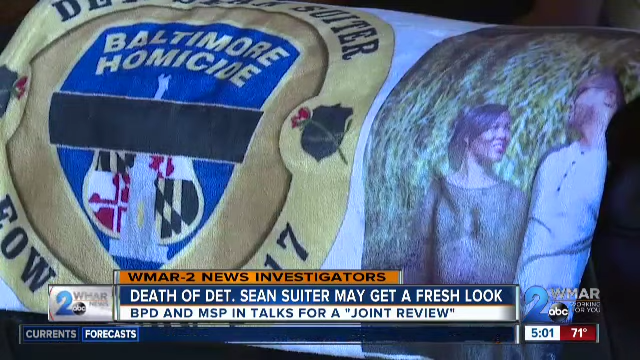 DET. SEAN SUITER
BALTIMORE
HOMICIDE
EOW
17
WMAR-2 NEWS INVESTIGATORS
2 WMAR NEWS abc
DEATH OF DET. SEAN SUITER MAY GET A FRESH LOOK
BPD AND MSP IN TALKS FOR A "JOINT REVIEW"
2 abc WMAR
WORKING
FOR YOU
CURRENTS FORECASTS
5:01 71°